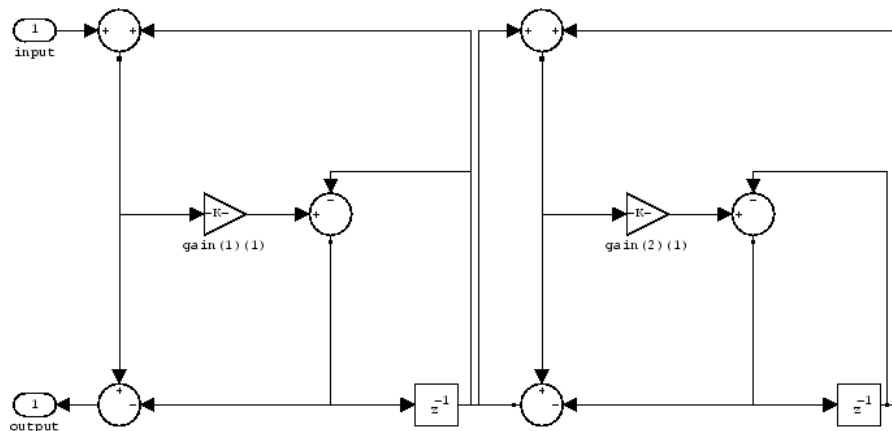 1
input
+ +
+ +
-
-
-K-
+
-K-
+
gain(1)(1)
gain(2)(1)
+
-
+
-
1
output
z^-1
z^-1